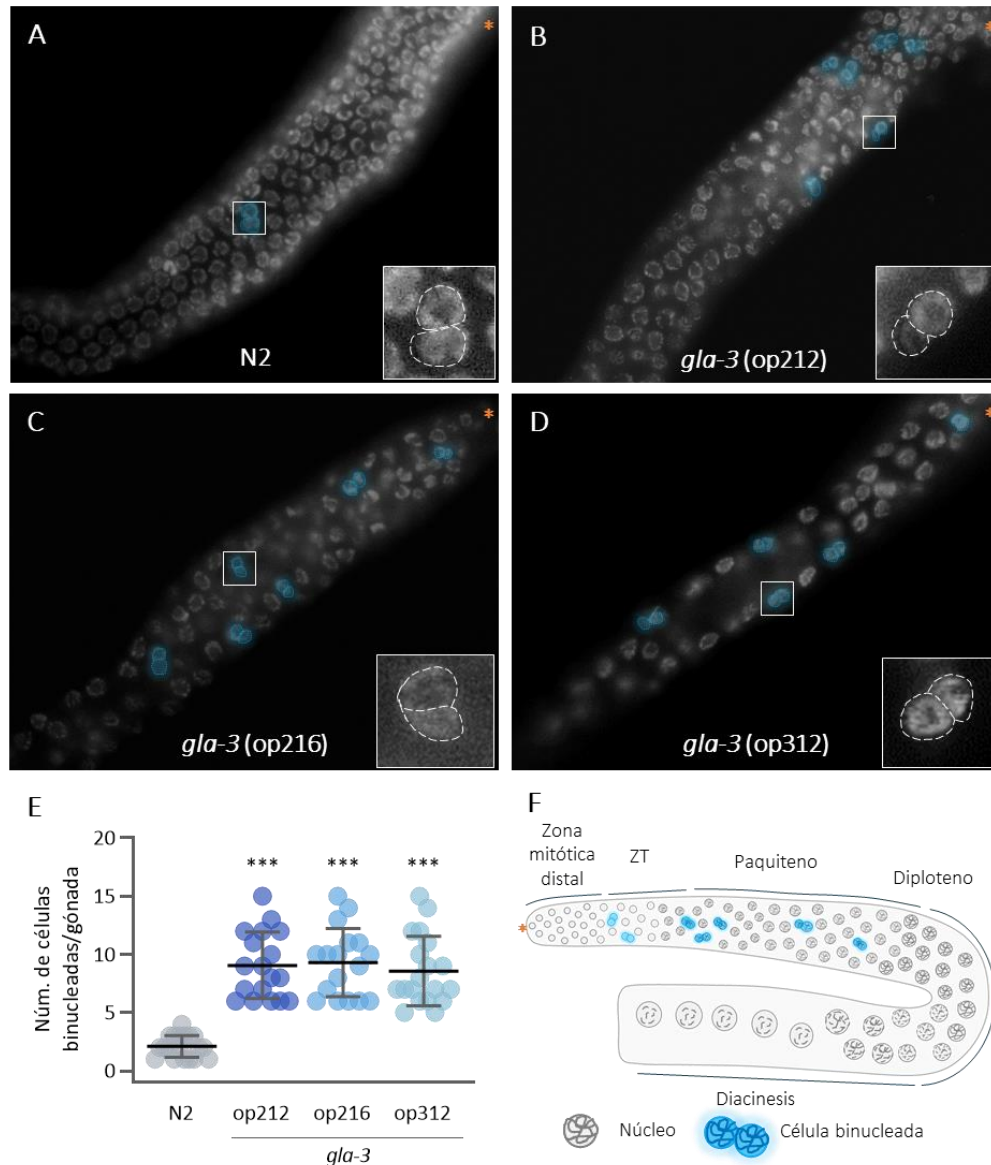 A
B
N2
gla-3 (op212)
C
D
gla-3 (op216)
gla-3 (op312)
E
Núm. de células
binucleadas/gónada
20
15
10
5
0
***
***
***
N2
op212
op216
op312
gla-3
F
Zona
mitótica
distal
ZT
Paquiteno
Diploteno
*
Diacinesis
Núcleo
Célula binucleada